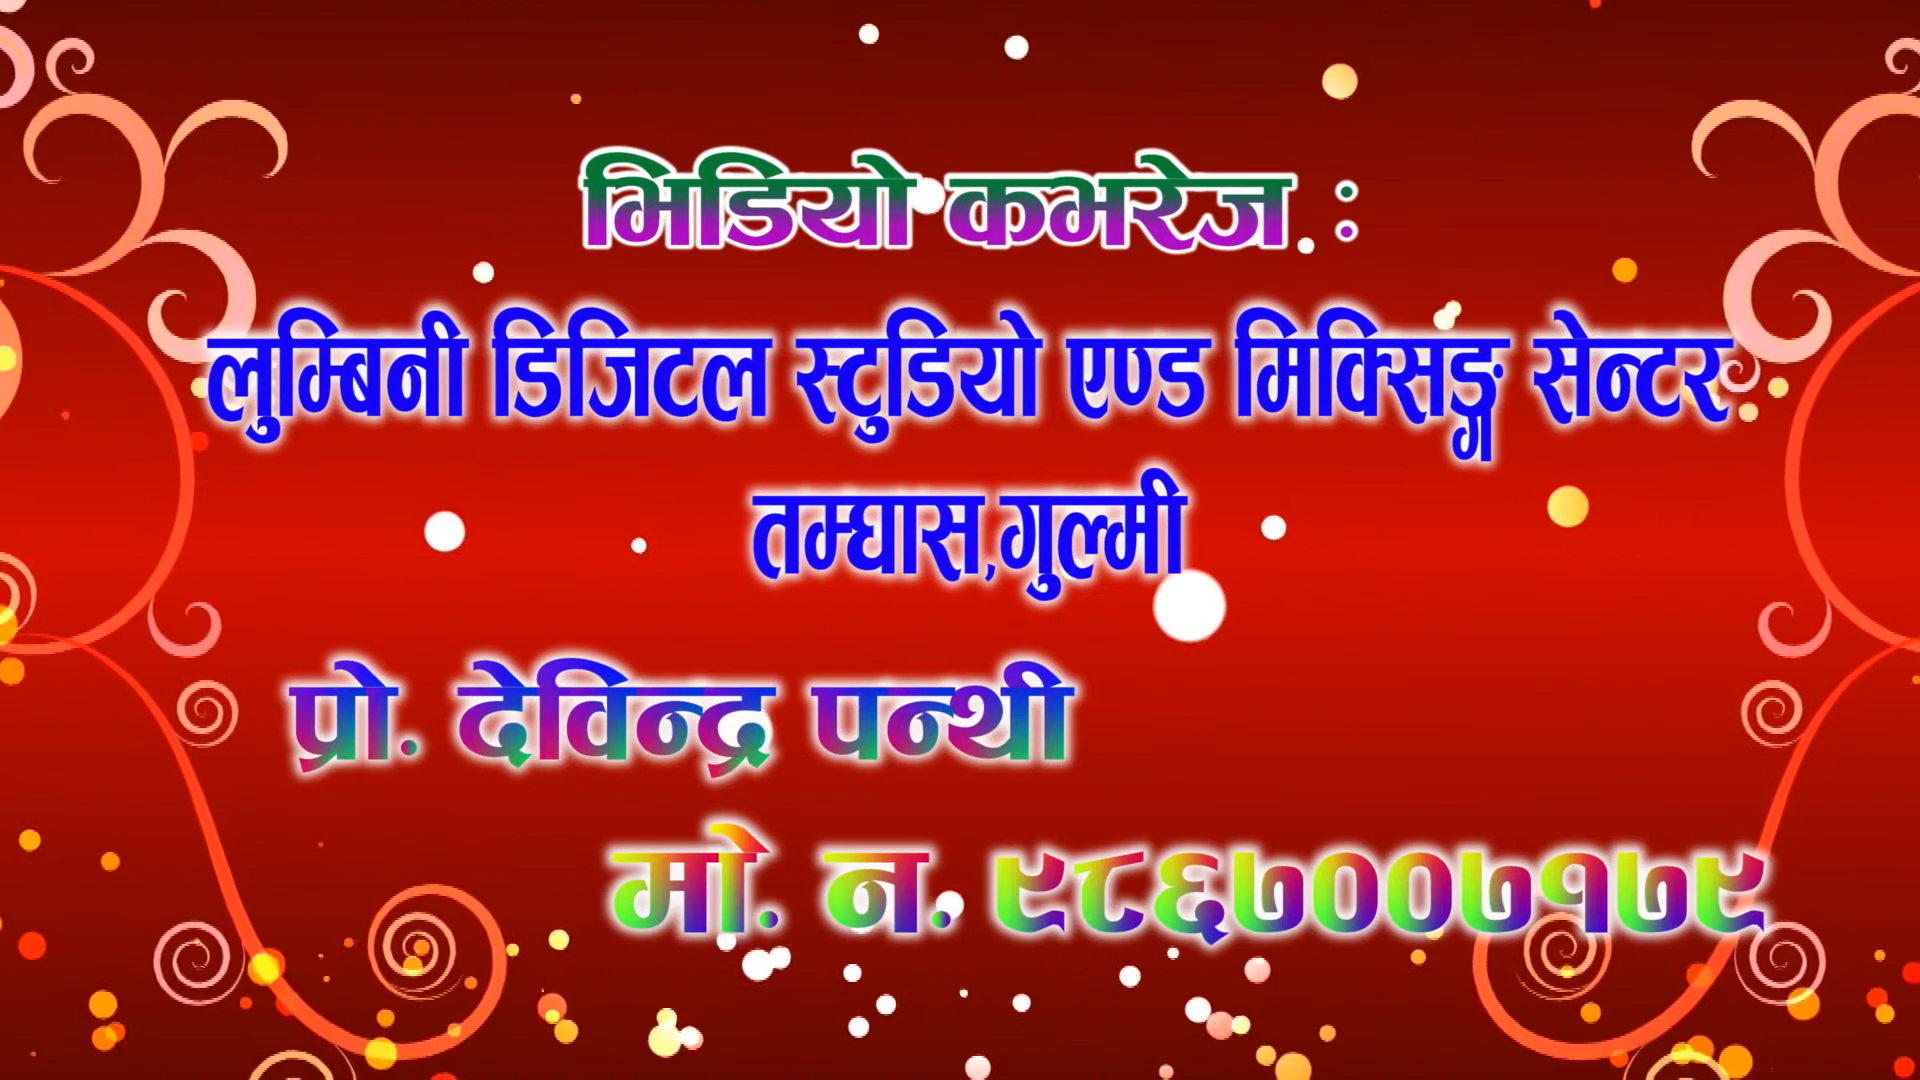 भिडियो कभरेज :
लुम्बिनी डिजिटल स्टुडियो एण्ड मिक्सिङ्ग सेन्टर
तम्घास,गुल्मी
प्रो. देविन्द्र पन्थी
मो. न. ९८६७००७१७९